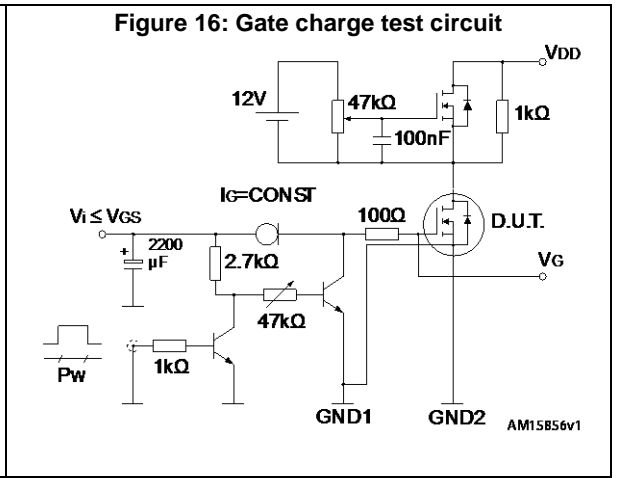 Figure 16: Gate charge test circuit
VDD
12V
47kΩ
1kΩ
100nF
IG=CONST
Vi ≤ VGS
100Ω
D.U.T.
2200
µF
+
2.7kΩ
VG
47kΩ
1kΩ
PW
GND1
GND2
AM15856v1